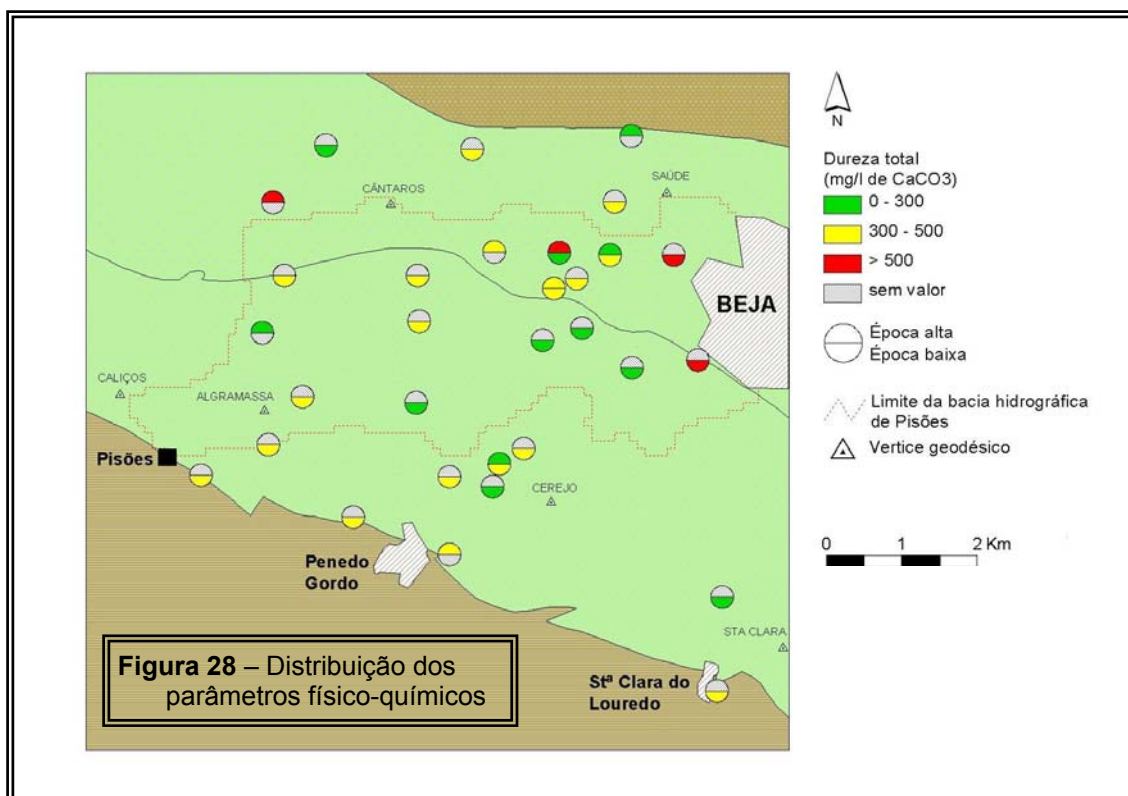 SAÚDE
CÂNTAROS
BEJA
CALIÇOS
ALGRAMASSA
Pisões
CEREJO
Penedo
Gordo
STA CLARA
Stª Clara do
Louredo
Figura 28 – Distribuição dos
parâmetros físico-químicos
N
Dureza total
(mg/l de CaCO3)
0 - 300
300 - 500
> 500
sem valor
Época alta
Época baixa
Limite da bacia hidrográfica
de Pisões
Vertice geodésico
0 1 2 Km